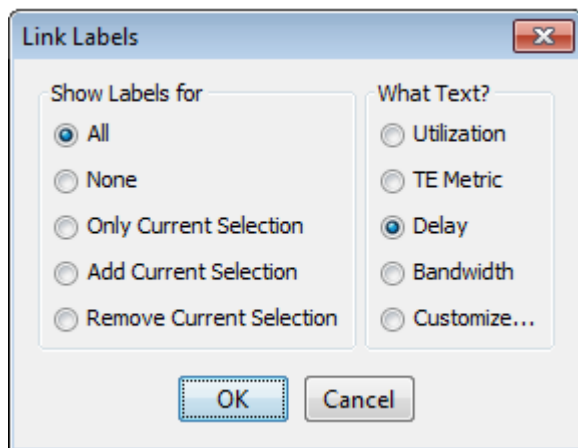 Link Labels
Show Labels for
All
None
Only Current Selection
Add Current Selection
Remove Current Selection
What Text?
Utilization
TE Metric
Delay
Bandwidth
Customize...
OK
Cancel